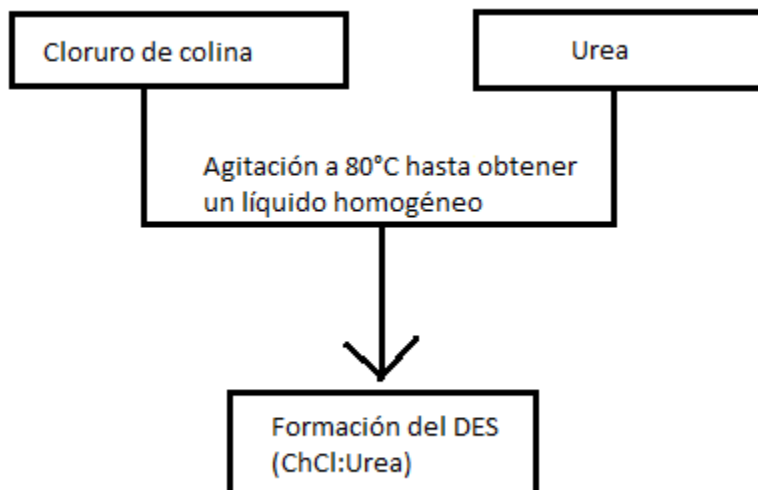 Cloruro de colina
Urea
Agitación a 80°C hasta obtener
un líquido homogéneo
Formación del DES
(ChCl:Urea)